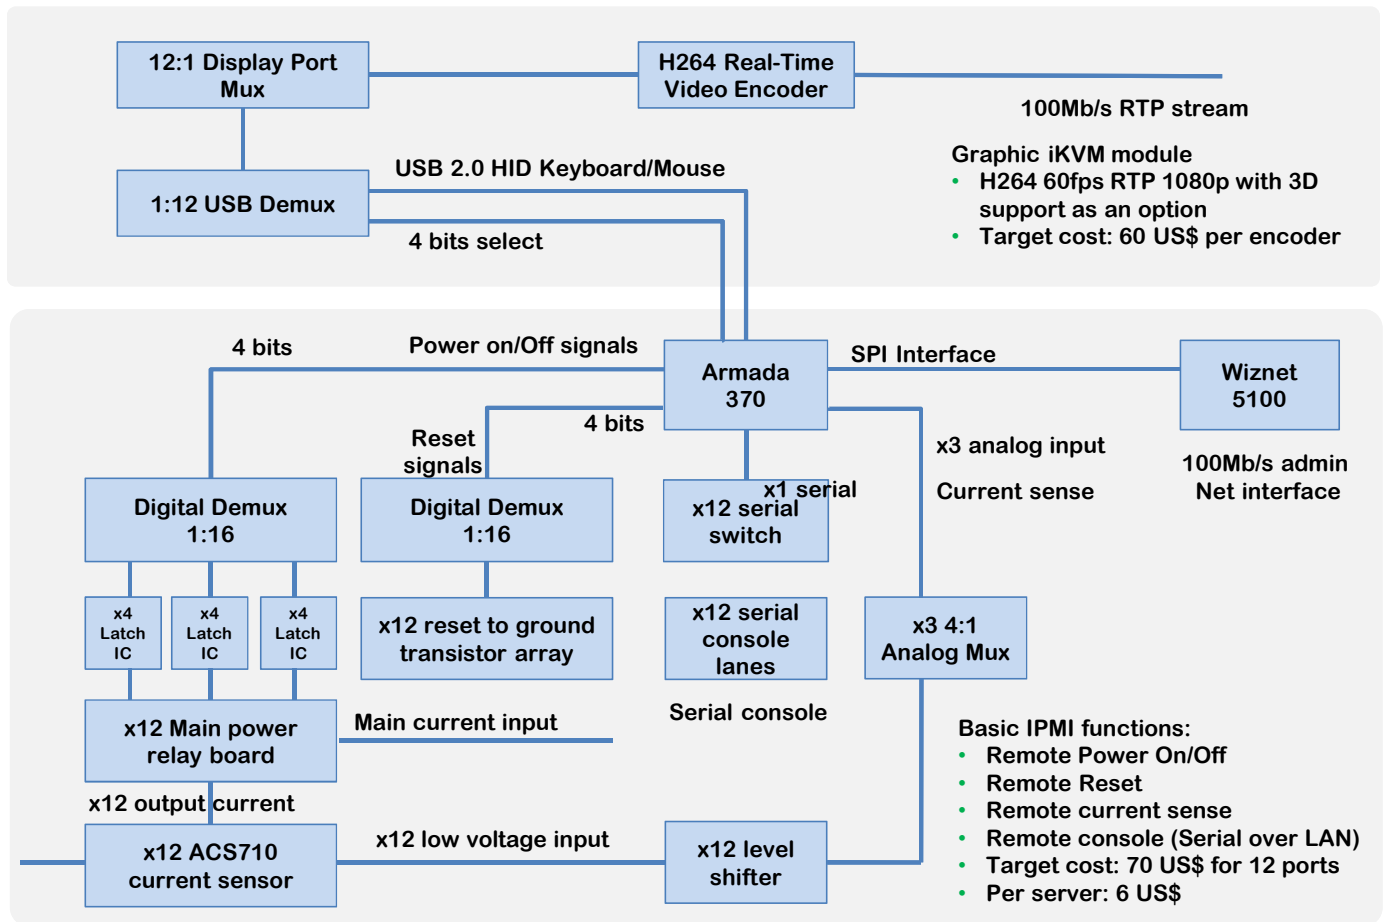 12:1 Display Port
Mux
H264 Real-Time
Video Encoder
100Mb/s RTP stream
Graphic iKVM module
• H264 60fps RTP 1080p with 3D
support as an option
• Target cost: 60 US$ per encoder
USB 2.0 HID Keyboard/Mouse
1:12 USB Demux
4 bits select
4 bits
Power on/Off signals
Armada
370
SPI Interface
Wiznet
5100
100Mb/s admin
Net interface
4 bits
Reset
signals
x3 analog input
Current sense
Digital Demux
1:16
Digital Demux
1:16
x1 serial
x12 serial
switch
x4
Latch
IC
x4
Latch
IC
x4
Latch
IC
x12 reset to ground
transistor array
x12 serial
console
lanes
Serial console
x3 4:1
Analog Mux
x12 Main power
relay board
Main current input
x12 output current
x12 ACS710
current sensor
x12 low voltage input
x12 level
shifter
Basic IPMI functions:
• Remote Power On/Off
• Remote Reset
• Remote current sense
• Remote console (Serial over LAN)
• Target cost: 70 US$ for 12 ports
• Per server: 6 US$